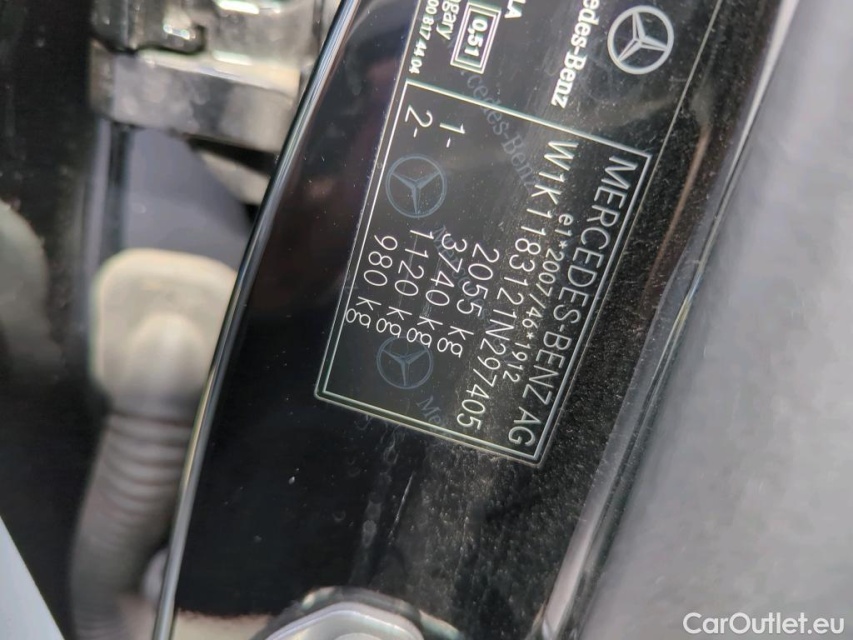 Mercedes-Benz
LA
0,51
MERCEDES-BENZ AG
e1*2007/46*1912
W1K1183121N297405
2055 kg
3740 kg
1- 1120 kg
2- 980 kg
CarOutlet.eu